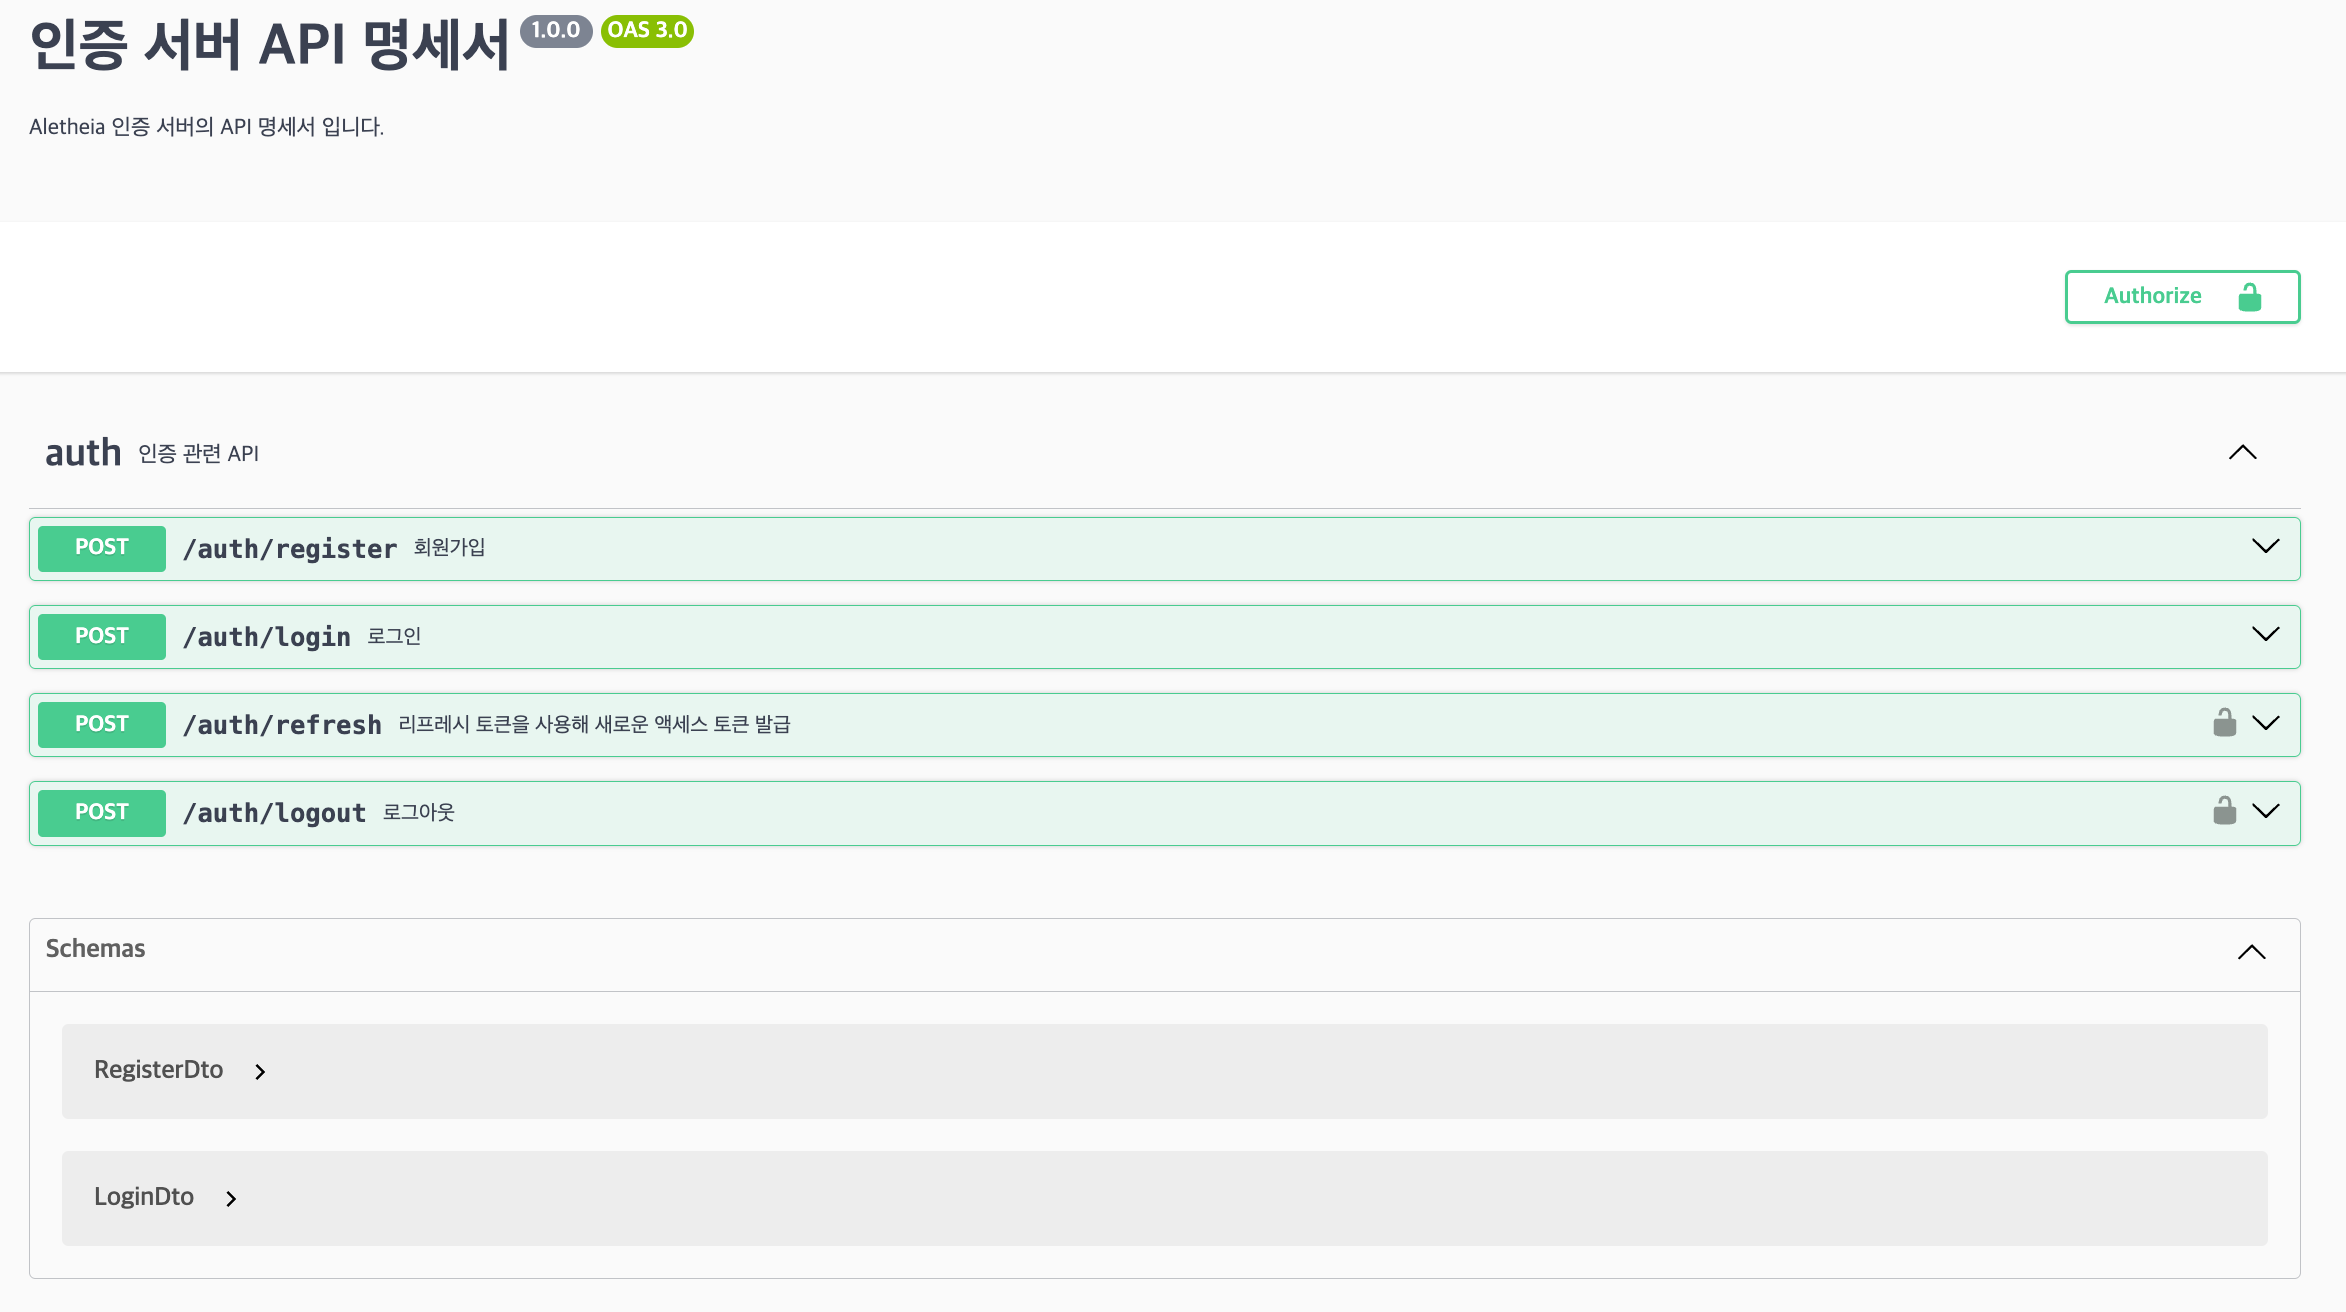 인증 서버 API 명세서 1.0.0 OAS 3.0
Aletheia 인증 서버의 API 명세서 입니다.
Authorize
auth 인증 관련 API
POST /auth/register 회원가입
POST /auth/login 로그인
POST /auth/refresh 리프레시 토큰을 사용해 새로운 액세스 토큰 발급
POST /auth/logout 로그아웃
Schemas
RegisterDto
LoginDto